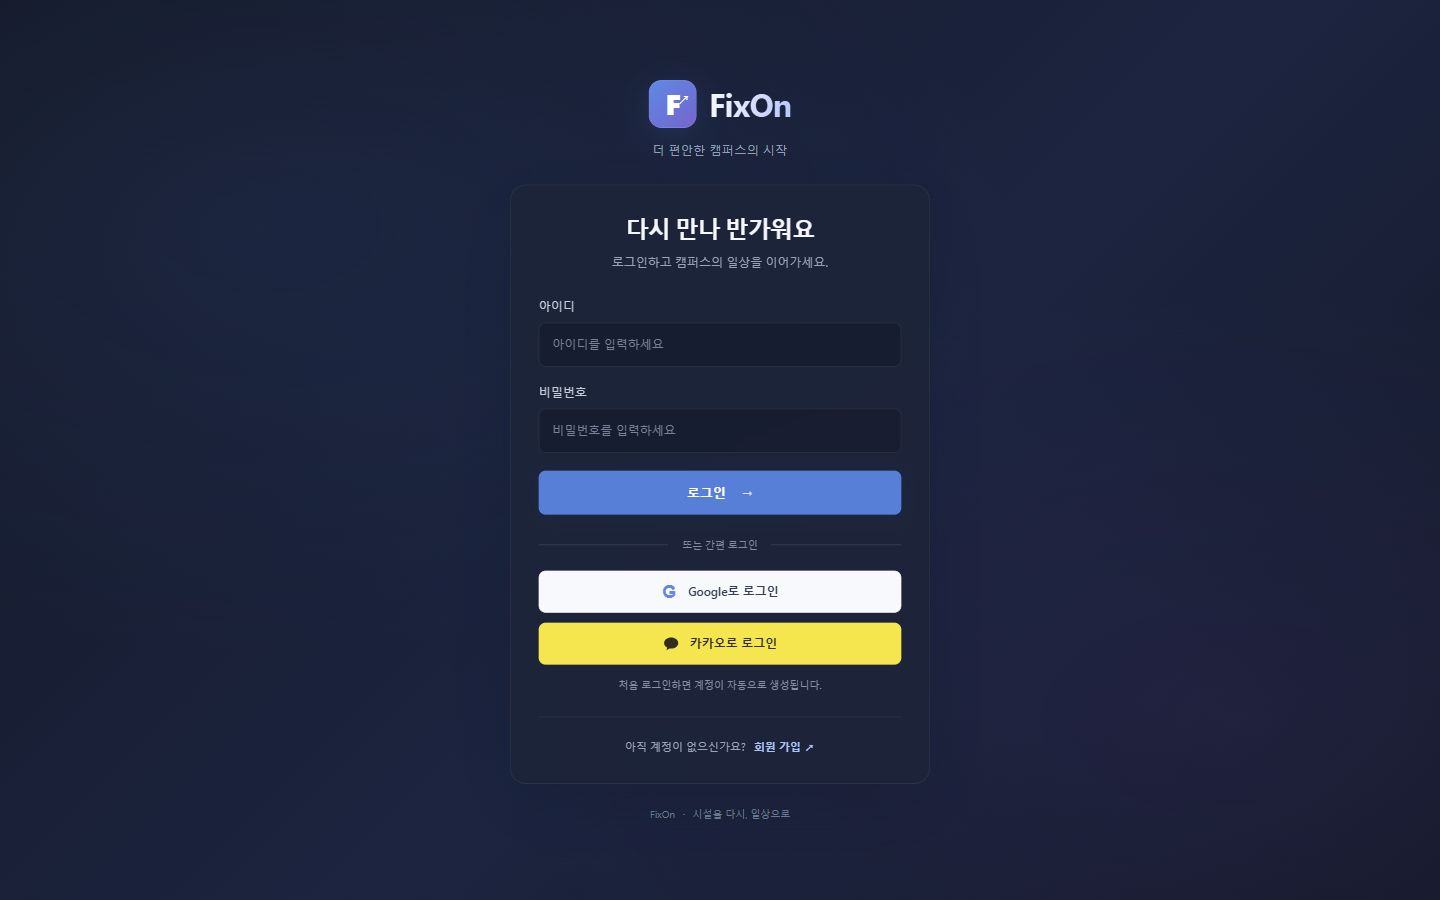 F FixOn
더 편안한 캠퍼스의 시작
다시 만나 반가워요
로그인하고 캠퍼스의 일상을 이어가세요.
아이디
아이디를 입력하세요
비밀번호
비밀번호를 입력하세요
로그인 →
또는 간편 로그인
G Google로 로그인
카카오로 로그인
처음 로그인하면 계정이 자동으로 생성됩니다.
아직 계정이 없으신가요? 회원 가입 ↗
FixOn · 시설을 다시, 일상으로